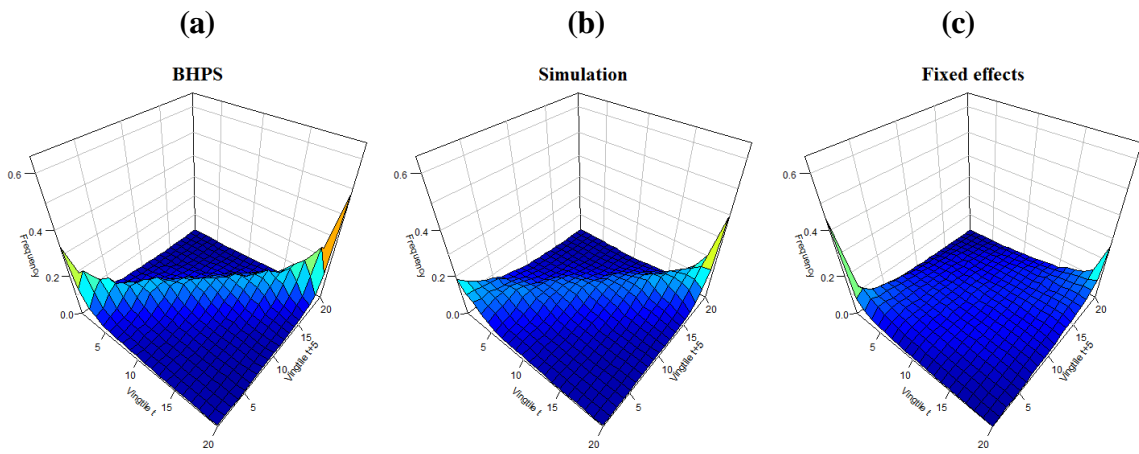 (a) (b) (c)
BHPS Simulation Fixed effects
0.6 0.6 0.6
0.4 0.4 0.4
Frequency Frequency Frequency
0.2 0.2 0.2
0.0 0.0 0.0
5 10 15 20 Vingtile t 5 10 15 20 Vingtile t+5
5 10 15 20 Vingtile t 5 10 15 20 Vingtile t+5
5 10 15 20 Vingtile t 5 10 15 20 Vingtile t+5